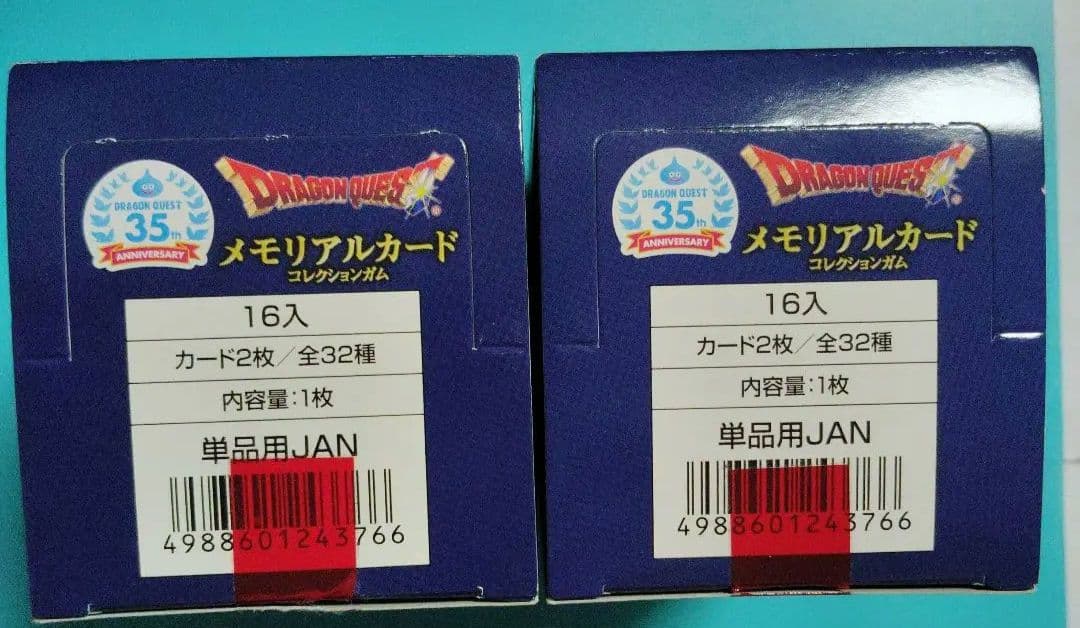 DRAGON QUEST
35th
ANNIVERSARY
DRAGON QUEST
メモリアルカード
コレクションガム
16入
カード2枚/全32種
内容量:1枚
単品用JAN
4988601243766
DRAGON QUEST
35th
ANNIVERSARY
DRAGON QUEST
メモリアルカード
コレクションガム
16入
カード2枚/全32種
内容量:1枚
単品用JAN
4988601243766